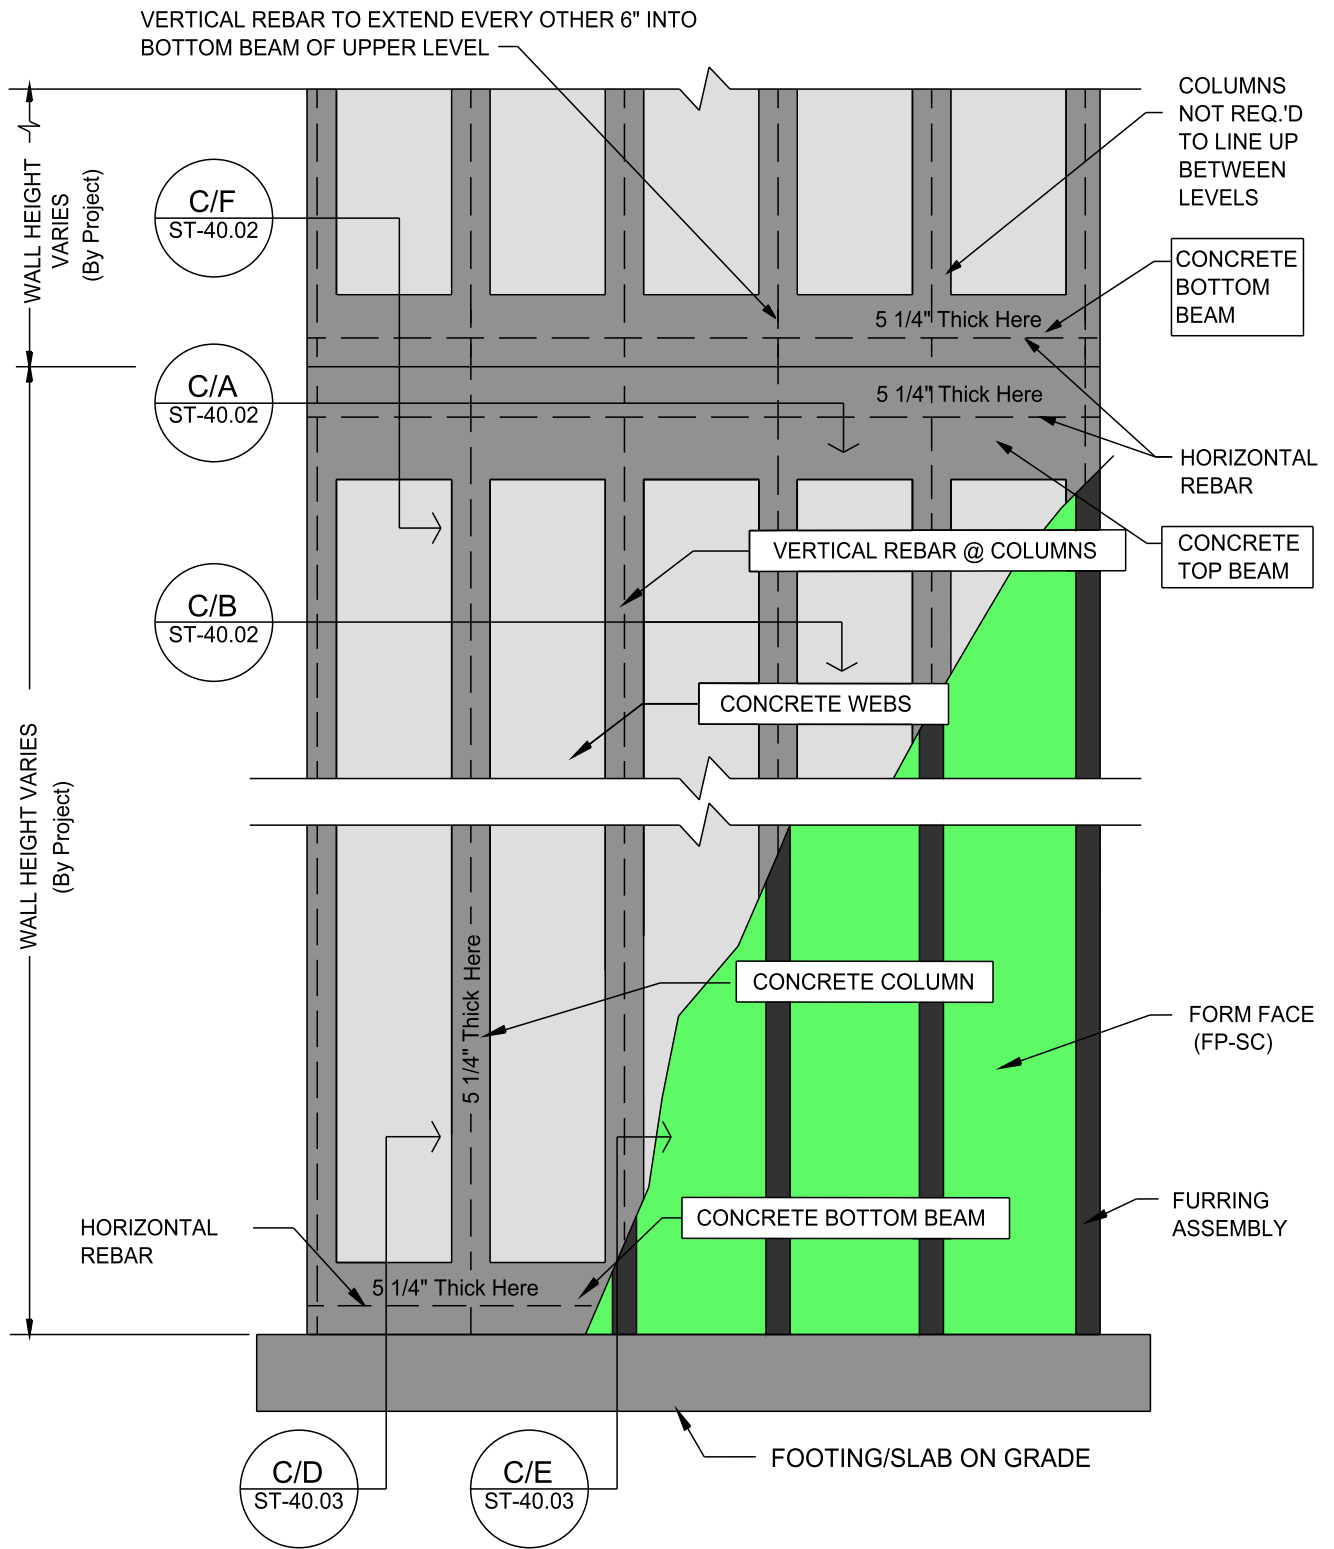 VERTICAL REBAR TO EXTEND EVERY OTHER 6" INTO
BOTTOM BEAM OF UPPER LEVEL
COLUMNS
NOT REQ.'D
TO LINE UP
BETWEEN
LEVELS
WALL HEIGHT
VARIES
(By Project)
C/F
ST-40.02
CONCRETE
BOTTOM
BEAM
5 1/4" Thick Here
C/A
ST-40.02
5 1/4" Thick Here
HORIZONTAL
REBAR
VERTICAL REBAR @ COLUMNS
CONCRETE
TOP BEAM
C/B
ST-40.02
CONCRETE WEBS
WALL HEIGHT VARIES
(By Project)
CONCRETE COLUMN
5 1/4" Thick Here
FORM FACE
(FP-SC)
FURRING
ASSEMBLY
CONCRETE BOTTOM BEAM
HORIZONTAL
REBAR
5 1/4" Thick Here
FOOTING/SLAB ON GRADE
C/D
ST-40.03
C/E
ST-40.03